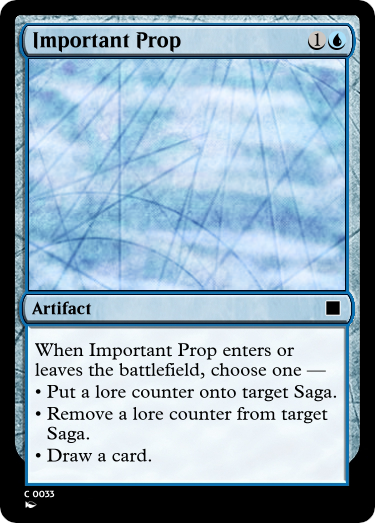 Important Prop 1
Artifact
When Important Prop enters or
leaves the battlefield, choose one —
• Put a lore counter onto target Saga.
• Remove a lore counter from target
Saga.
• Draw a card.
C 0033